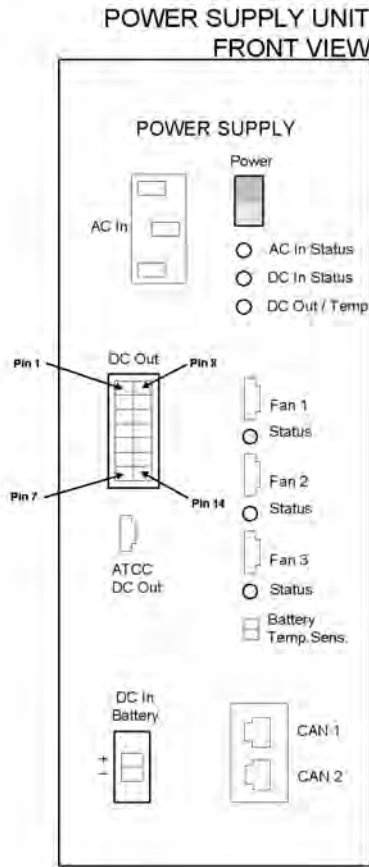 POWER SUPPLY UNIT
FRONT VIEW
POWER SUPPLY
Power
AC In
AC In Status
DC In Status
DC Out / Temp
Pin 1
DC Out
Pin 8
Fan 1
Status
Fan 2
Pin 7
Pin 14
Status
Fan 3
ATCC
DC Out
Status
Battery
Temp.Sens.
DC In
Battery
CAN 1
+
-
CAN 2